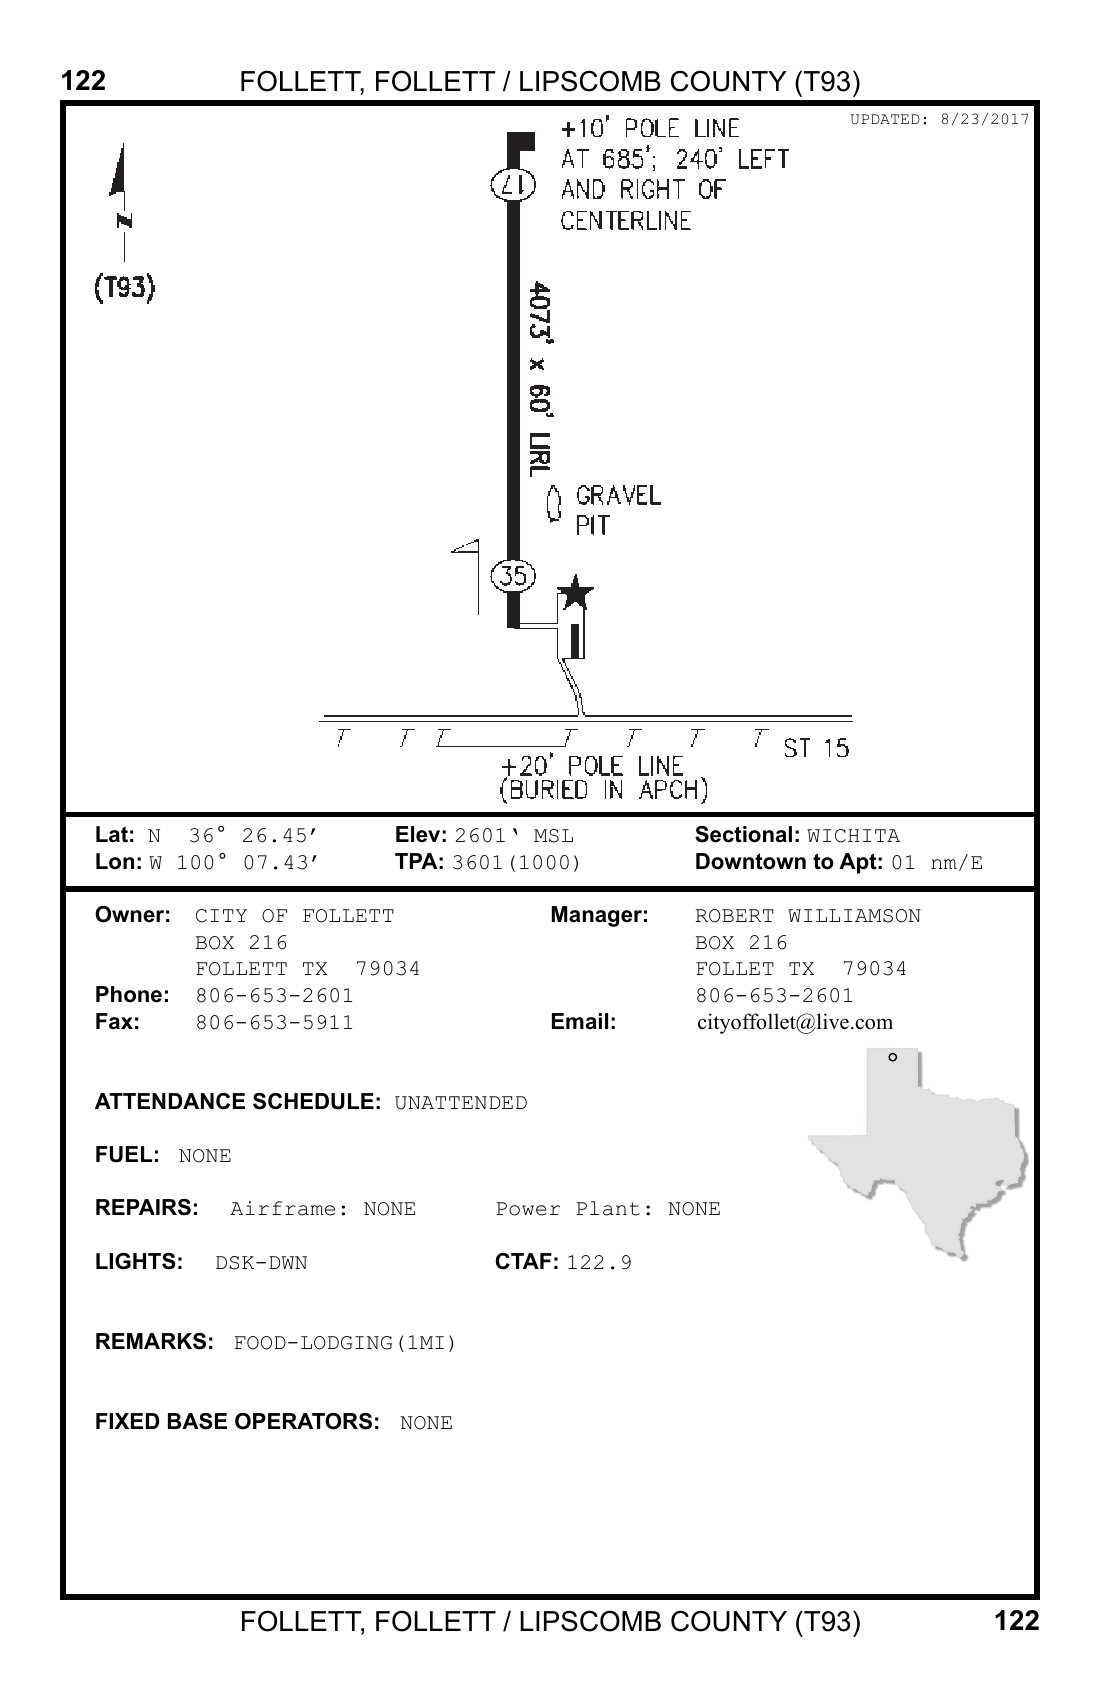 122 FOLLETT, FOLLETT / LIPSCOMB COUNTY (T93)
UPDATED: 8/23/2017
+10' POLE LINE
AT 685'; 240' LEFT
AND RIGHT OF
CENTERLINE
17
N
(T93)
4073' x 60' LIRL
GRAVEL
PIT
35
T T T T T T T ST 15
+20' POLE LINE
(BURIED IN APCH)
Lat: N 36° 26.45′ Elev: 2601‘ MSL Sectional: WICHITA
Lon: W 100° 07.43′ TPA: 3601(1000) Downtown to Apt: 01 nm/E
Owner: CITY OF FOLLETT Manager: ROBERT WILLIAMSON
BOX 216 BOX 216
FOLLETT TX 79034 FOLLET TX 79034
Phone: 806-653-2601 806-653-2601
Fax: 806-653-5911 Email: cityoffollet@live.com
ATTENDANCE SCHEDULE: UNATTENDED
FUEL: NONE
REPAIRS: Airframe: NONE Power Plant: NONE
LIGHTS: DSK-DWN CTAF: 122.9
REMARKS: FOOD-LODGING(1MI)
FIXED BASE OPERATORS: NONE
FOLLETT, FOLLETT / LIPSCOMB COUNTY (T93) 122